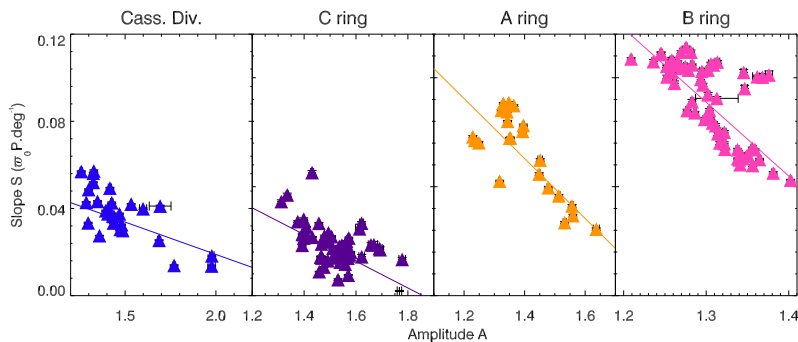 Cass. Div. C ring A ring B ring
0.12
0.08
0.04
0.00
Slope S (ϖ₀P.deg⁻¹)
1.5 2.0 1.2 1.4 1.6 1.8 1.2 1.4 1.6 1.2 1.3 1.4
Amplitude A